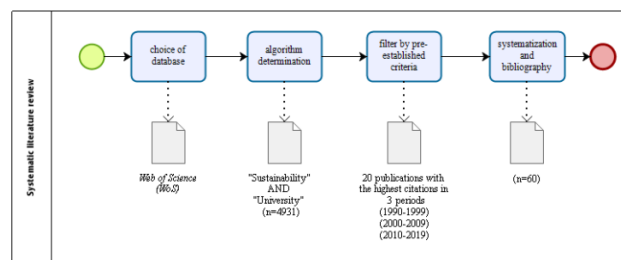 Systematic literature review
choice of
database
algorithm
determination
filter by pre-
established
criteria
systematization
and
bibliography
Web of Science
(WoS)
"Sustainability"
AND
"University"
(n=4931)
20 publications with
the highest citations in
3 periods
(1990-1999)
(2000-2009)
(2010-2019)
(n=60)